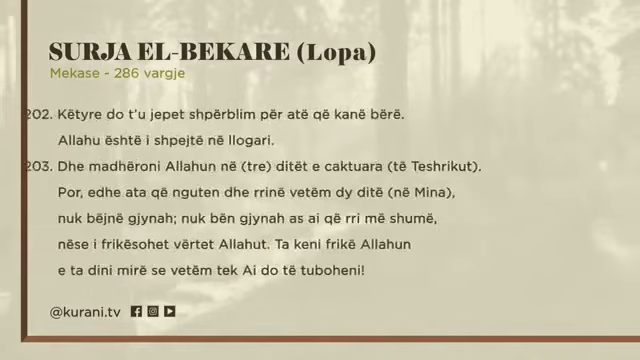 SURJA EL-BEKARE (Lopa)
Mekase - 286 vargje
202. Këtyre do t'u jepet shpërblim për atë që kanë bërë.
Allahu është i shpejtë në llogari.
203. Dhe madhëroni Allahun në (tre) ditët e caktuara (të Teshrikut).
Por, edhe ata që nguten dhe rrinë vetëm dy ditë (në Mina),
nuk bëjnë gjynah; nuk bën gjynah as ai që rri më shumë,
nëse i frikësohet vërtet Allahut. Ta keni frikë Allahun
e ta dini mirë se vetëm tek Ai do të tuboheni!
@kurani.tv